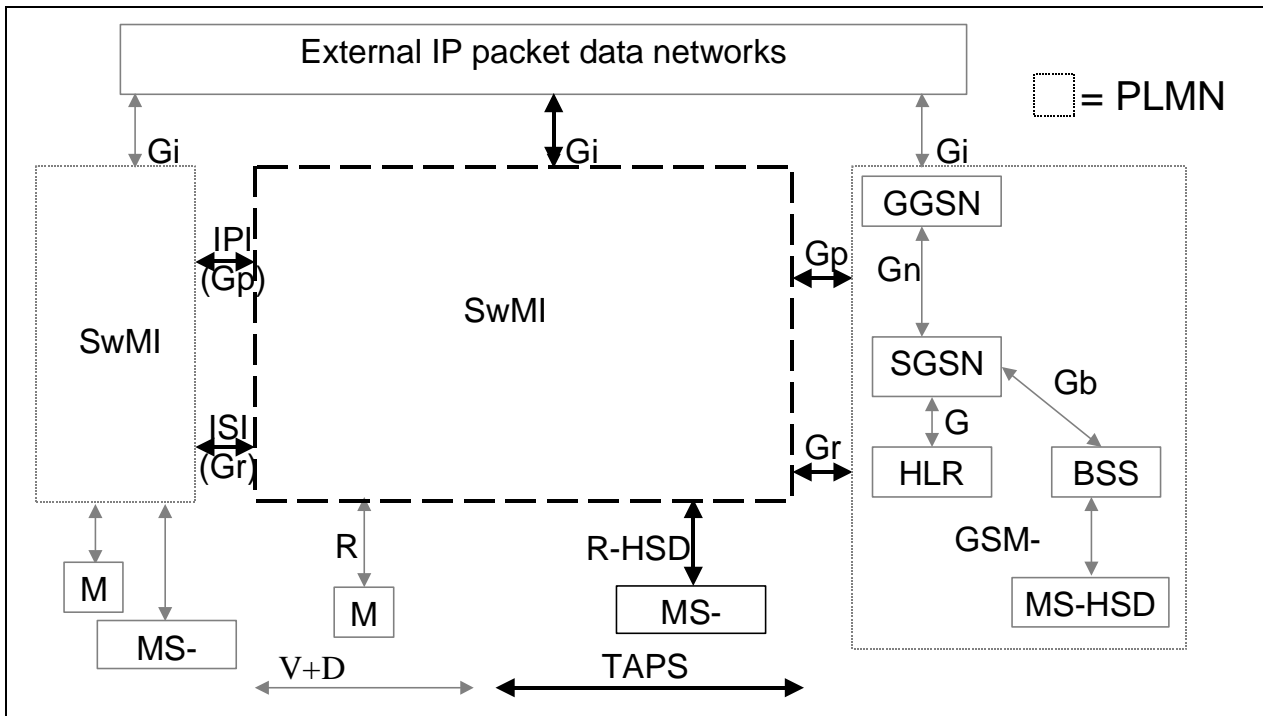 External IP packet data networks
= PLMN
Gi
Gi
Gi
GGSN
IPI
(Gp)
Gp
Gn
SwMI
SwMI
SGSN
Gb
G
ISI
(Gr)
Gr
HLR
BSS
R
R-HSD
GSM-
M
M
MS-
MS-HSD
MS-
V+D
TAPS